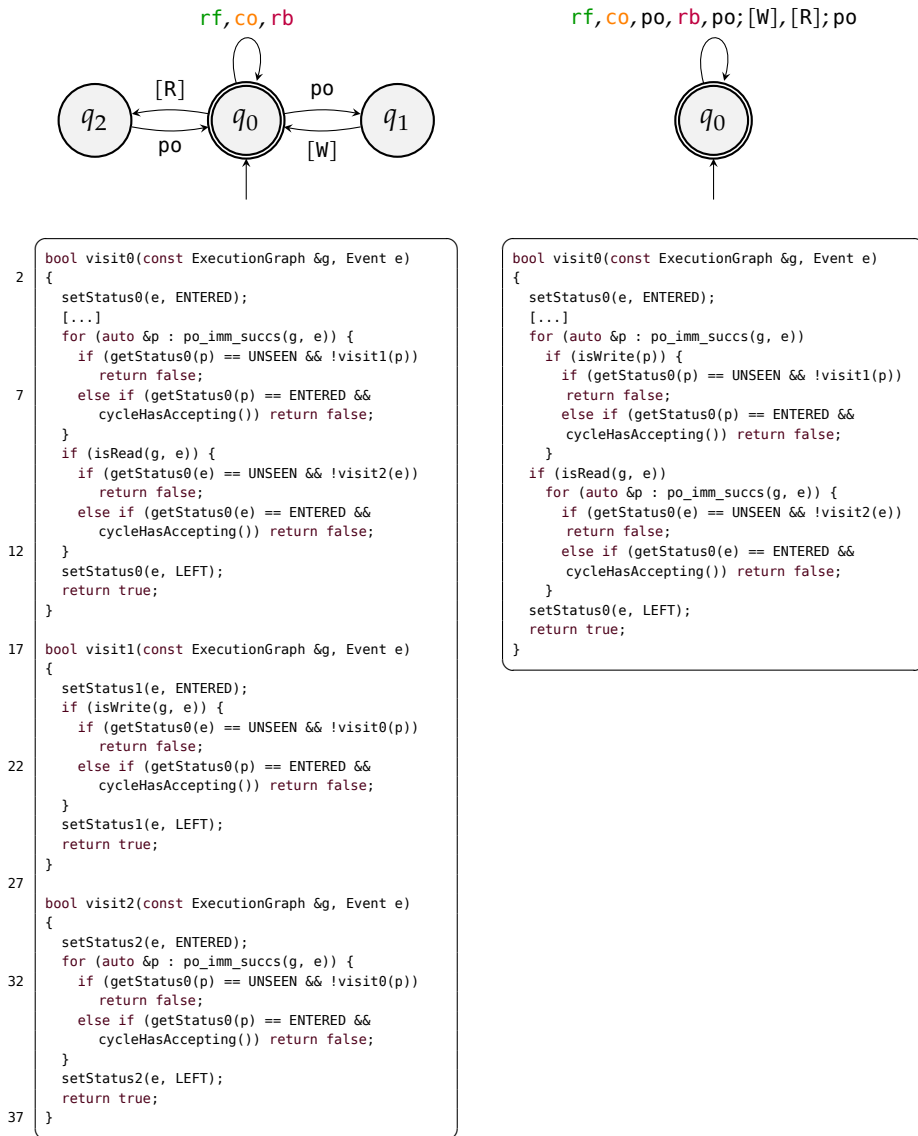 rf, co, rb
[R]
po
q2
q0
q1
po
[W]
2
7
12
17
22
27
32
37
bool visit0(const ExecutionGraph &g, Event e)
{
setStatus0(e, ENTERED);
[...]
for (auto &p : po_imm_succs(g, e)) {
if (getStatus0(p) == UNSEEN && !visit1(p))
return false;
else if (getStatus0(p) == ENTERED &&
cycleHasAccepting()) return false;
}
if (isRead(g, e)) {
if (getStatus0(e) == UNSEEN && !visit2(e))
return false;
else if (getStatus0(e) == ENTERED &&
cycleHasAccepting()) return false;
}
setStatus0(e, LEFT);
return true;
}
bool visit1(const ExecutionGraph &g, Event e)
{
setStatus1(e, ENTERED);
if (isWrite(g, e)) {
if (getStatus0(e) == UNSEEN && !visit0(p))
return false;
else if (getStatus0(p) == ENTERED &&
cycleHasAccepting()) return false;
}
setStatus1(e, LEFT);
return true;
}
bool visit2(const ExecutionGraph &g, Event e)
{
setStatus2(e, ENTERED);
for (auto &p : po_imm_succs(g, e)) {
if (getStatus0(p) == UNSEEN && !visit0(p))
return false;
else if (getStatus0(p) == ENTERED &&
cycleHasAccepting()) return false;
}
setStatus2(e, LEFT);
return true;
}
rf, co, po, rb, po; [W], [R]; po
q0
bool visit0(const ExecutionGraph &g, Event e)
{
setStatus0(e, ENTERED);
[...]
for (auto &p : po_imm_succs(g, e))
if (isWrite(p)) {
if (getStatus0(p) == UNSEEN && !visit1(p))
return false;
else if (getStatus0(p) == ENTERED &&
cycleHasAccepting()) return false;
}
if (isRead(g, e))
for (auto &p : po_imm_succs(g, e)) {
if (getStatus0(e) == UNSEEN && !visit2(e))
return false;
else if (getStatus0(e) == ENTERED &&
cycleHasAccepting()) return false;
}
setStatus0(e, LEFT);
return true;
}